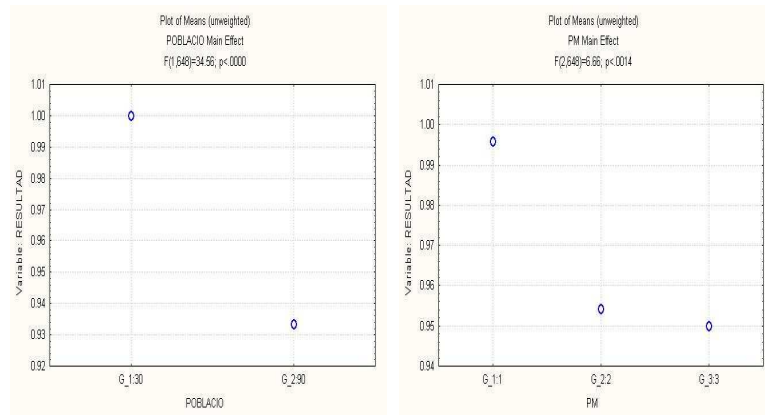 Plot of Means (unweighted)
POBLACIO Main Effect
F(1,648)=34.56; p<.0000
Variable: RESULTAD
1.01
1.00
0.99
0.98
0.97
0.96
0.95
0.94
0.93
0.92
G_1:30
G_2:90
POBLACIO
Plot of Means (unweighted)
PM Main Effect
F(2,648)=6.66; p<.0014
Variable: RESULTAD
1.01
1.00
0.99
0.98
0.97
0.96
0.95
0.94
G_1:1
G_2:2
G_3:3
PM